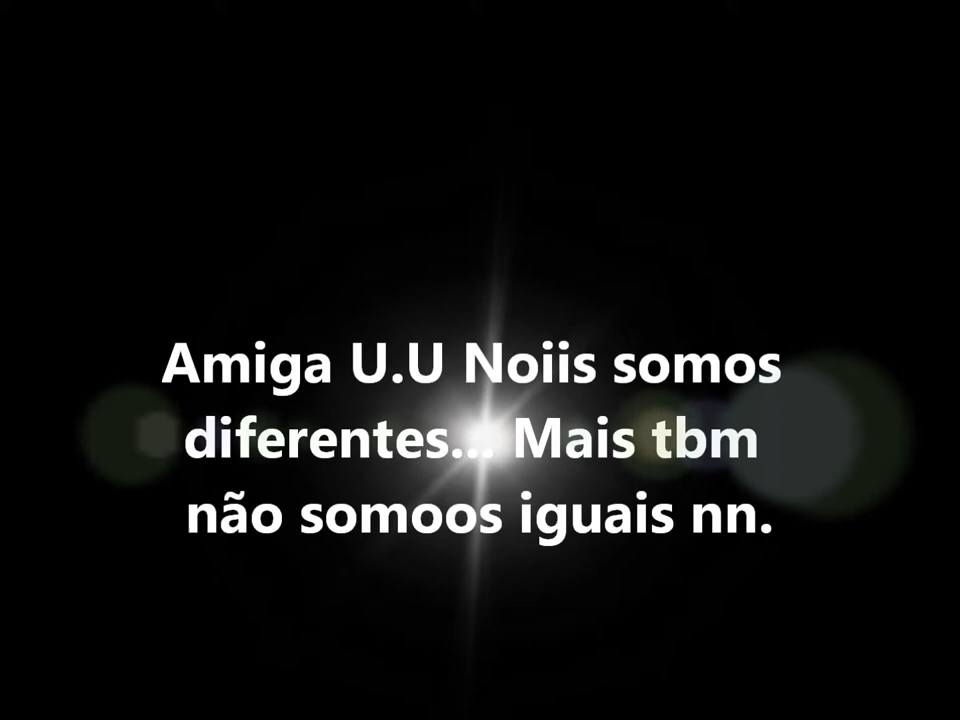 Amiga U.U Noiis somos
diferentes... Mais tbm
não somoos iguais nn.